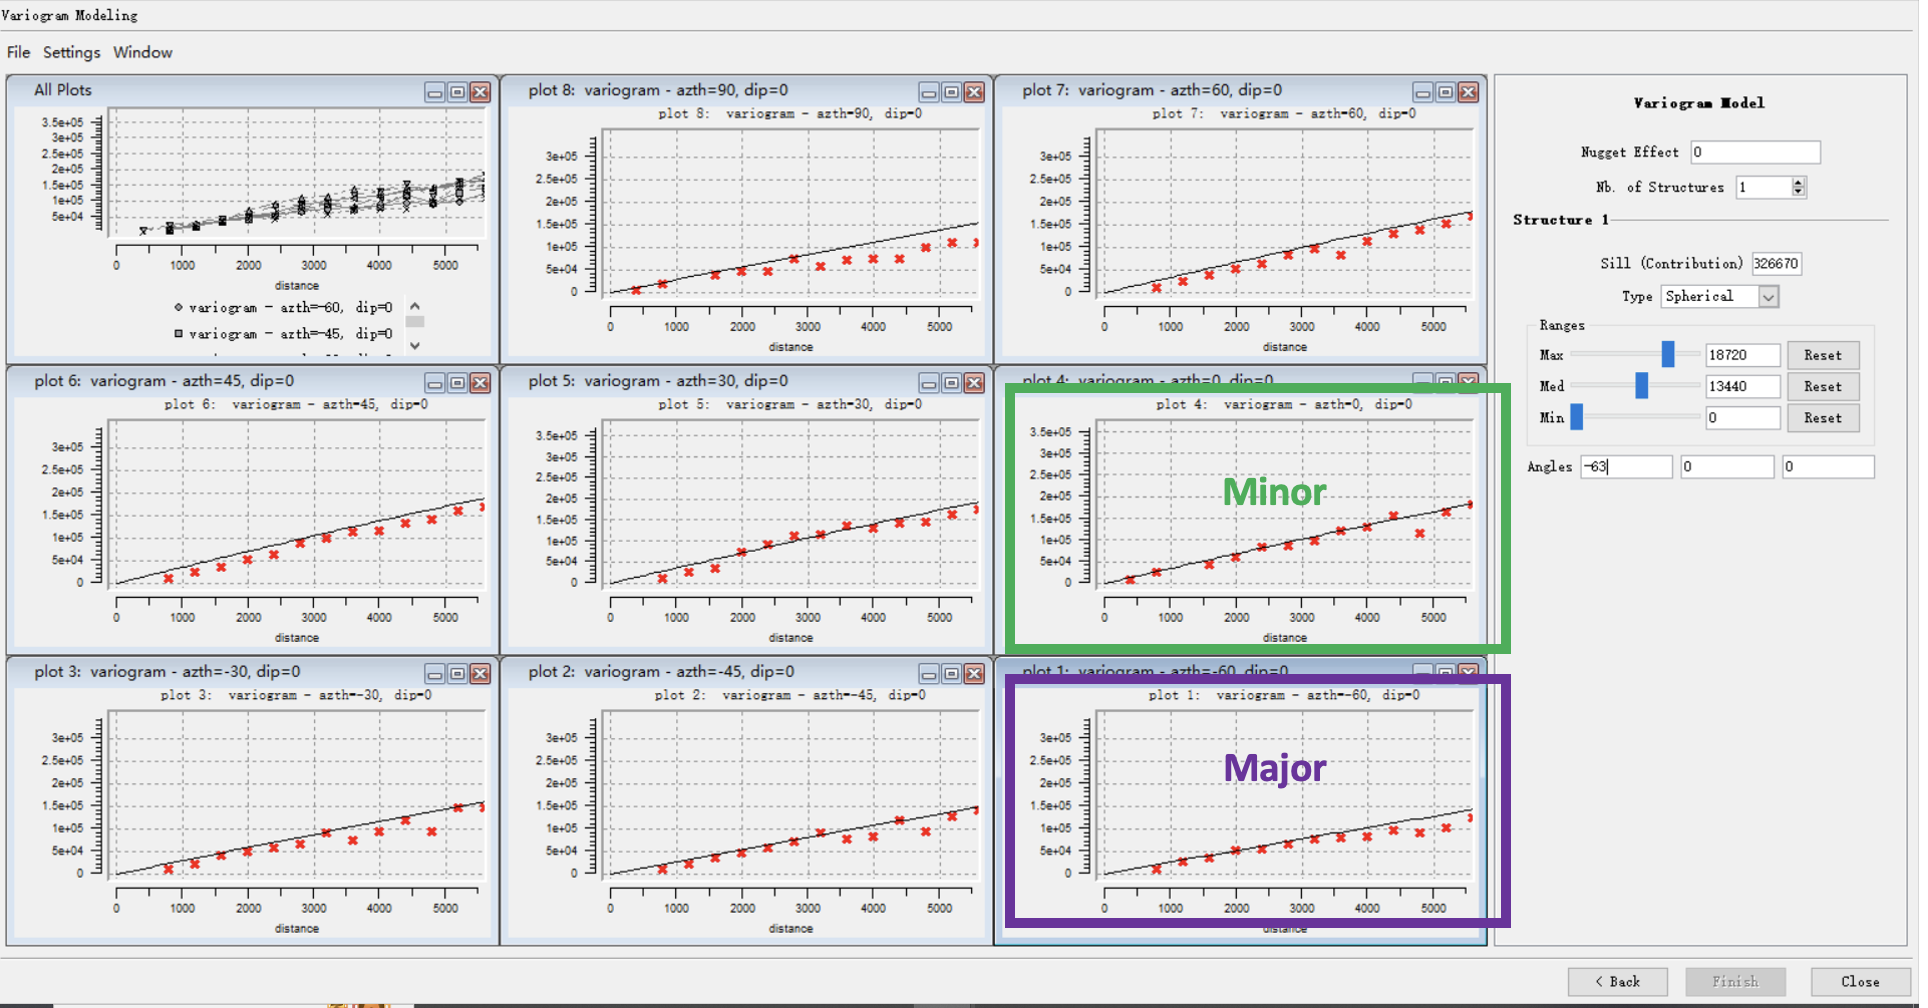 Variogram Modeling
File Settings Window
All Plots
3.5e+05
3e+05
2.5e+05
2e+05
1.5e+05
1e+05
5e+04
0 1000 2000 3000 4000 5000
distance
variogram - azth=-60, dip=0
variogram - azth=-45, dip=0
plot 8: variogram - azth=90, dip=0
plot 8: variogram - azth=90, dip=0
3e+05
2.5e+05
2e+05
1.5e+05
1e+05
5e+04
0
0 1000 2000 3000 4000 5000
distance
plot 7: variogram - azth=60, dip=0
plot 7: variogram - azth=60, dip=0
3e+05
2.5e+05
2e+05
1.5e+05
1e+05
5e+04
0
0 1000 2000 3000 4000 5000
distance
plot 6: variogram - azth=45, dip=0
plot 6: variogram - azth=45, dip=0
3e+05
2.5e+05
2e+05
1.5e+05
1e+05
5e+04
0
0 1000 2000 3000 4000 5000
distance
plot 5: variogram - azth=30, dip=0
plot 5: variogram - azth=30, dip=0
3.5e+05
3e+05
2.5e+05
2e+05
1.5e+05
1e+05
5e+04
0
0 1000 2000 3000 4000 5000
distance
plot 4: variogram - azth=0, dip=0
plot 4: variogram - azth=0, dip=0
3.5e+05
3e+05
2.5e+05
2e+05
1.5e+05
1e+05
5e+04
0
Minor
0 1000 2000 3000 4000 5000
distance
plot 3: variogram - azth=-30, dip=0
plot 3: variogram - azth=-30, dip=0
3e+05
2.5e+05
2e+05
1.5e+05
1e+05
5e+04
0
0 1000 2000 3000 4000 5000
distance
plot 2: variogram - azth=-45, dip=0
plot 2: variogram - azth=-45, dip=0
3e+05
2.5e+05
2e+05
1.5e+05
1e+05
5e+04
0
0 1000 2000 3000 4000 5000
distance
plot 1: variogram - azth=-60, dip=0
plot 1: variogram - azth=-60, dip=0
3e+05
2.5e+05
2e+05
1.5e+05
1e+05
5e+04
0
Major
0 1000 2000 3000 4000 5000
distance
Variogram Model
Nugget Effect 0
Nb. of Structures 1
Structure 1
Sill (Contribution) 326670
Type Spherical
Ranges
Max 18720 Reset
Med 13440 Reset
Min 0 Reset
Angles -63 0 0
< Back Finish Close